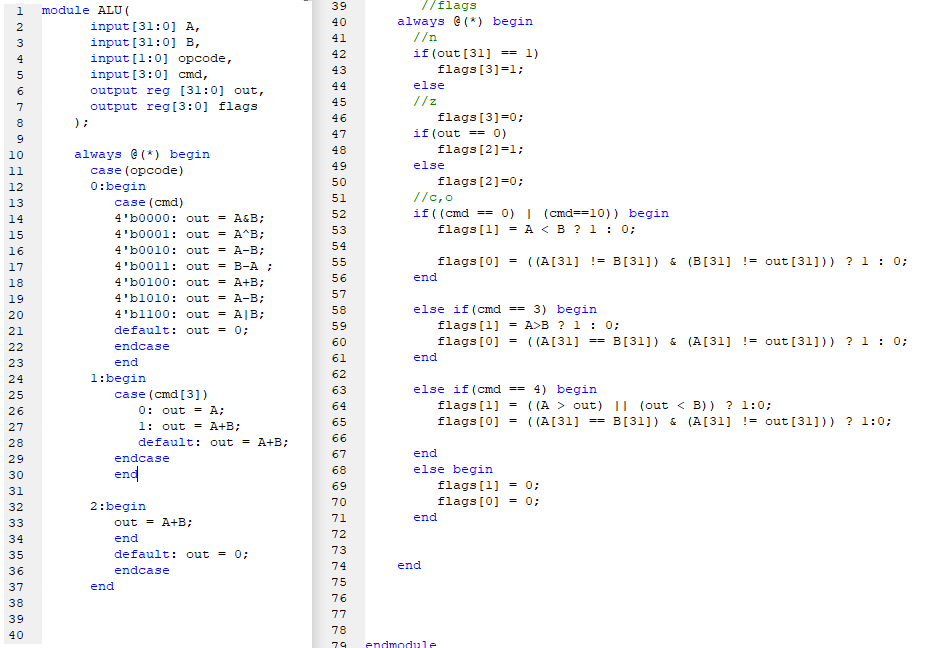 1 module ALU(
2 input[31:0] A,
3 input[31:0] B,
4 input[1:0] opcode,
5 input[3:0] cmd,
6 output reg [31:0] out,
7 output reg[3:0] flags
8 );
9
10 always @(*) begin
11 case(opcode)
12 0:begin
13 case(cmd)
14 4'b0000: out = A&B;
15 4'b0001: out = A^B;
16 4'b0010: out = A-B;
17 4'b0011: out = B-A ;
18 4'b0100: out = A+B;
19 4'b1010: out = A-B;
20 4'b1100: out = A|B;
21 default: out = 0;
22 endcase
23 end
24 1:begin
25 case(cmd[3])
26 0: out = A;
27 1: out = A+B;
28 default: out = A+B;
29 endcase
30 end
31
32 2:begin
33 out = A+B;
34 end
35 default: out = 0;
36 endcase
37 end
38
39
40
39 //flags
40 always @(*) begin
41 //n
42 if(out[31] == 1)
43 flags[3]=1;
44 else
45 //z
46 flags[3]=0;
47 if(out == 0)
48 flags[2]=1;
49 else
50 flags[2]=0;
51 //c,o
52 if((cmd == 0) | (cmd==10)) begin
53 flags[1] = A < B ? 1 : 0;
54
55 flags[0] = ((A[31] != B[31]) & (B[31] != out[31])) ? 1 : 0;
56 end
57
58 else if(cmd == 3) begin
59 flags[1] = A>B ? 1 : 0;
60 flags[0] = ((A[31] == B[31]) & (A[31] != out[31])) ? 1 : 0;
61 end
62
63 else if(cmd == 4) begin
64 flags[1] = ((A > out) || (out < B)) ? 1:0;
65 flags[0] = ((A[31] == B[31]) & (A[31] != out[31])) ? 1:0;
66
67 end
68 else begin
69 flags[1] = 0;
70 flags[0] = 0;
71 end
72
73
74 end
75
76
77
78
79 endmodule